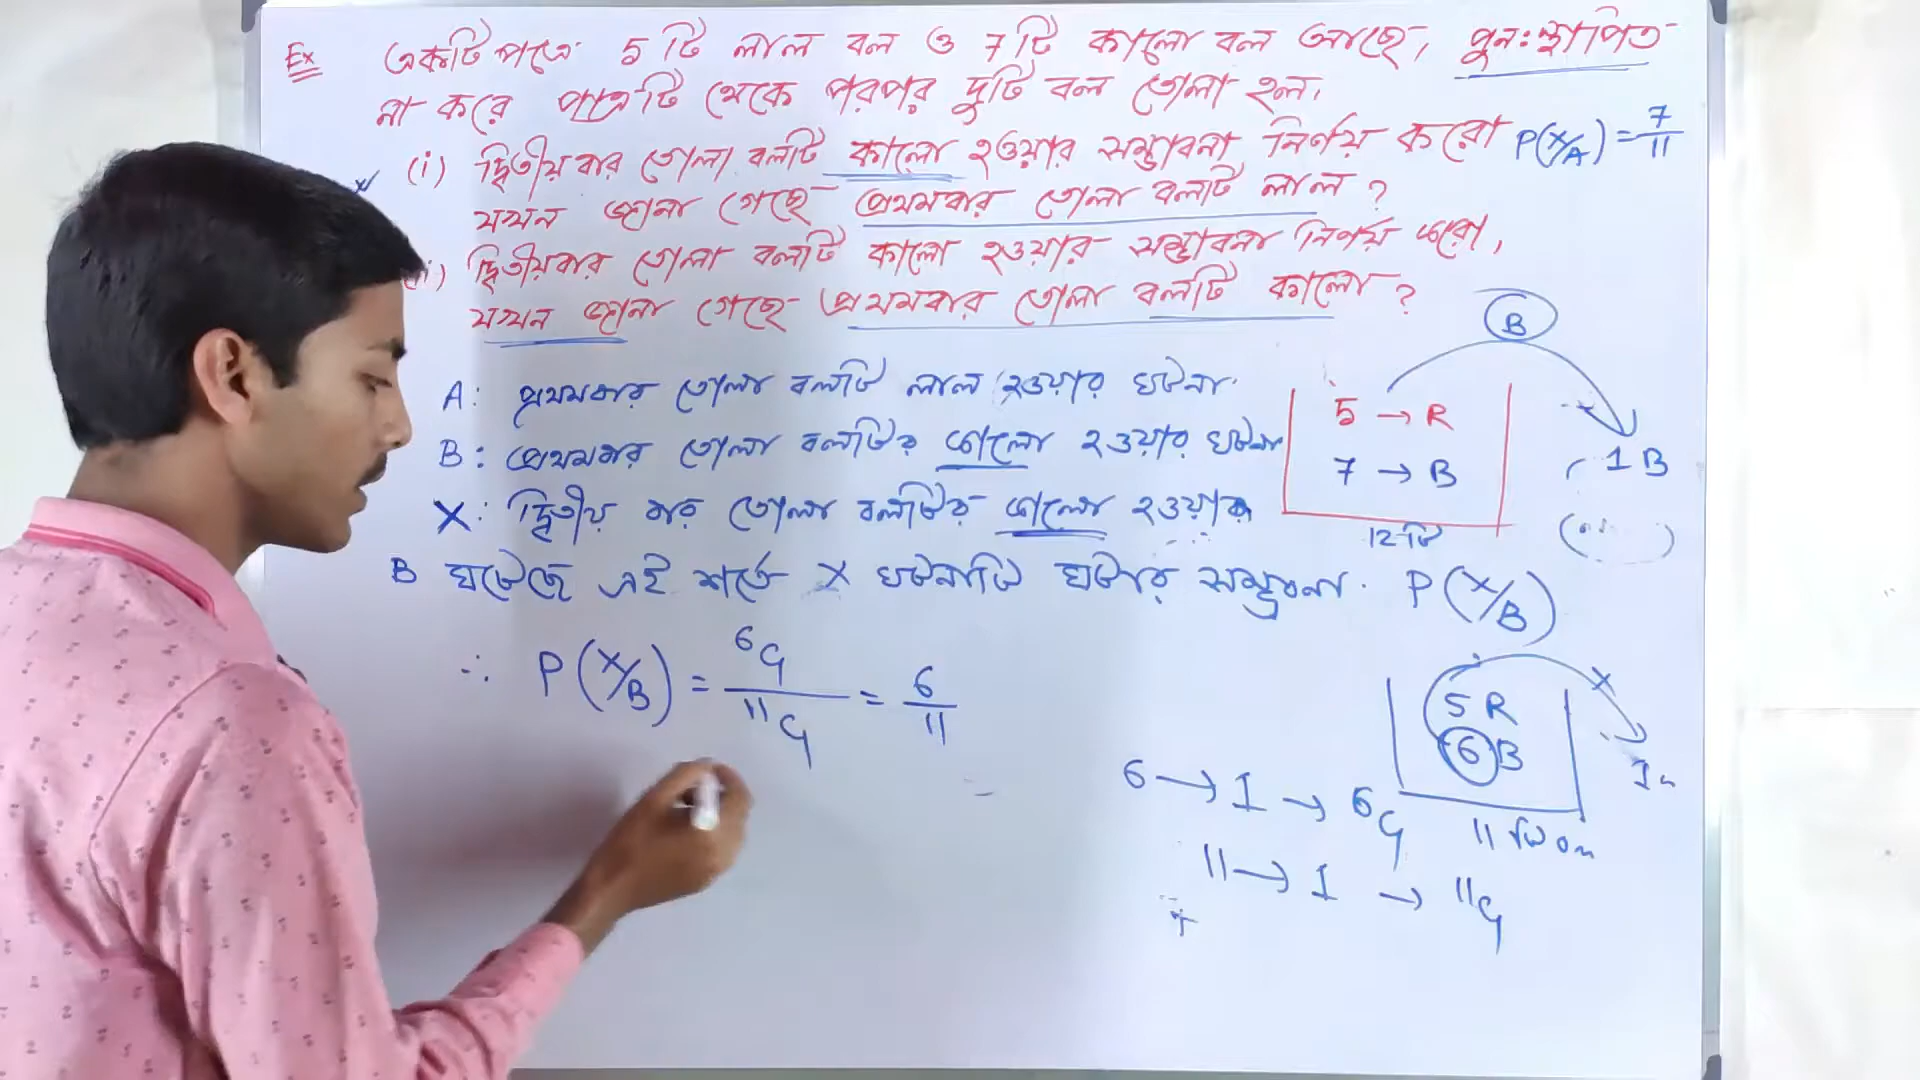 Ex একটি পাত্রে 5 টি লাল বল ও 7টি কালো বল আছে, পুনঃস্থাপিত
না করে পাত্রটি থেকে পরপর দুটি বল তোলা হল।
(i) দ্বিতীয়বার তোলা বলটি কালো হওয়ার সম্ভাবনা নির্ণয় করো P(X/A) = 7/11
যখন জানা গেছে প্রথমবার তোলা বলটি লাল ?
দ্বিতীয়বার তোলা বলটি কালো হওয়ার সম্ভাবনা নির্ণয় করো,
যখন জানা গেছে প্রথমবার তোলা বলটি কালো ?
B
A: প্রথমবার তোলা বলটি লাল হওয়ার ঘটনা
5 → R
B: প্রথমবার তোলা বলটির কালো হওয়ার ঘটনা
7 → B
1 B
X: দ্বিতীয় বার তোলা বলটির কালো হওয়ার
12টি
B ঘটেছে এই শর্তে X ঘটনাটি ঘটার সম্ভাবনা. P(X/B)
∴ P(X/B) = ⁶C₁/¹¹C₁ = 6/11
5 R
6 B
6 → 1 → ⁶C₁
11 → 1 → ¹¹C₁